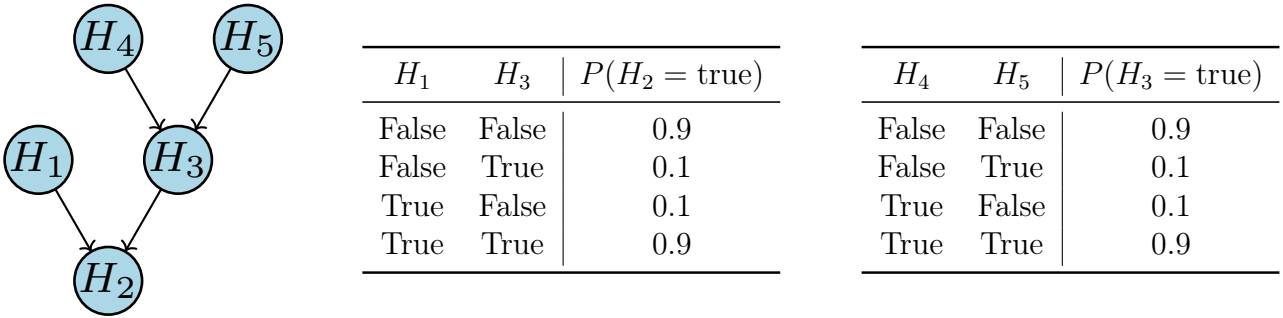 H₄ H₅
H₁ H₃
H₂
H₁ H₃ P(H₂ = true)
False False 0.9
False True 0.1
True False 0.1
True True 0.9
H₄ H₅ P(H₃ = true)
False False 0.9
False True 0.1
True False 0.1
True True 0.9